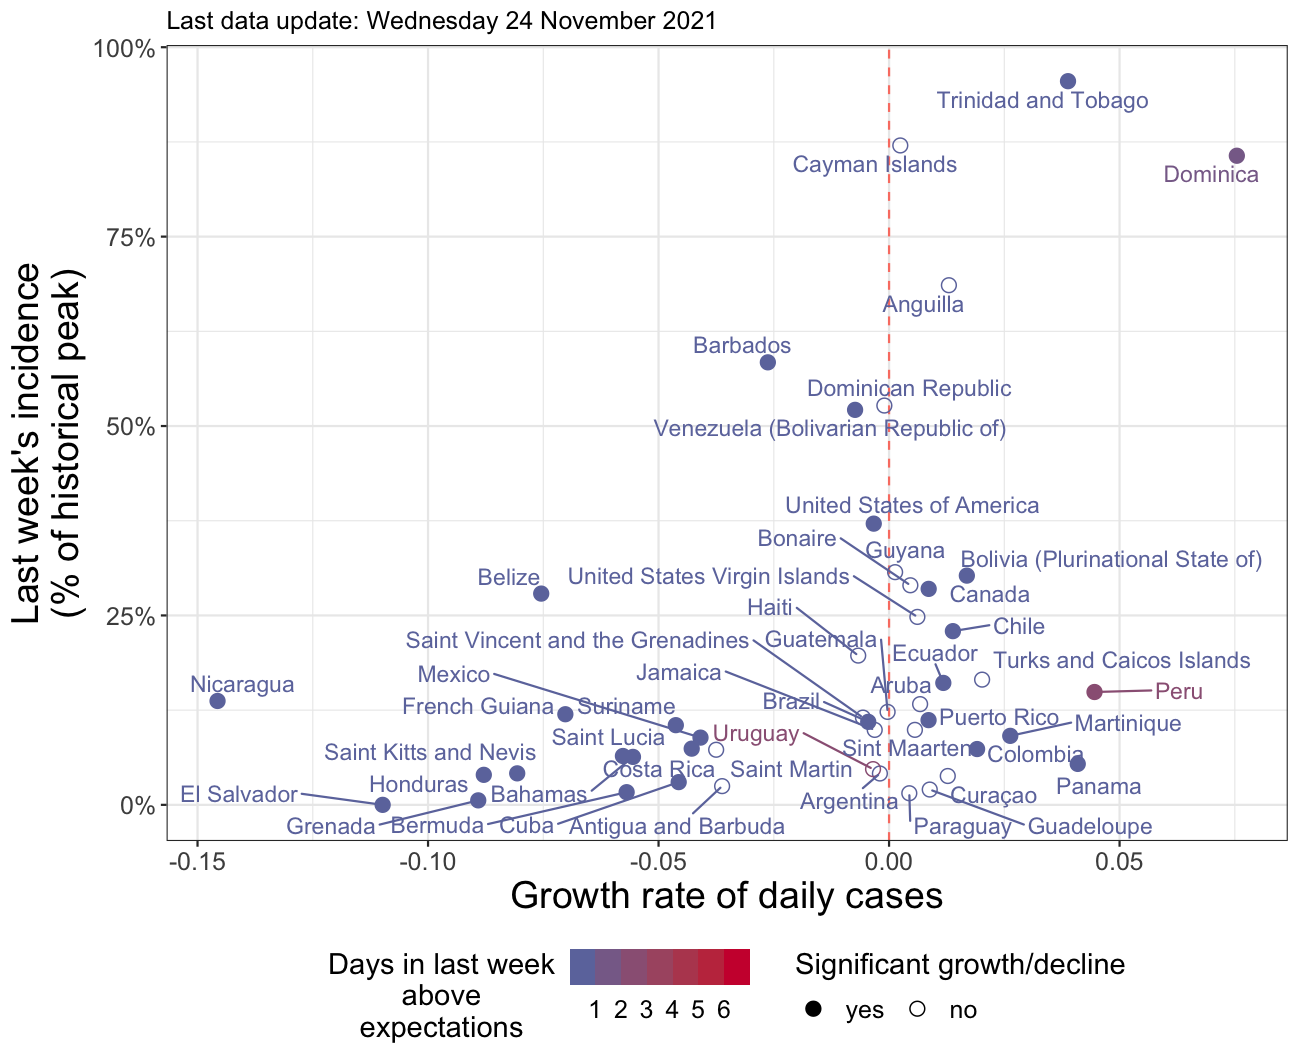 Last data update: Wednesday 24 November 2021
100%
75%
50%
25%
0%
Last week's incidence
(% of historical peak)
Trinidad and Tobago
Cayman Islands
Dominica
Anguilla
Barbados
Dominican Republic
Venezuela (Bolivarian Republic of)
United States of America
Bonaire
Guyana
Bolivia (Plurinational State of)
Belize
United States Virgin Islands
Canada
Haiti
Chile
Saint Vincent and the Grenadines
Guatemala
Ecuador
Turks and Caicos Islands
Mexico
Jamaica
Nicaragua
Aruba
Peru
French Guiana
Suriname
Brazil
Puerto Rico
Martinique
Saint Lucia
Uruguay
Saint Kitts and Nevis
Sint Maarten
Colombia
Costa Rica
Saint Martin
Honduras
Bahamas
Panama
El Salvador
Argentina
Curaçao
Grenada
Bermuda
Cuba
Antigua and Barbuda
Paraguay
Guadeloupe
-0.15
-0.10
-0.05
0.00
0.05
Growth rate of daily cases
Days in last week
above
expectations
1 2 3 4 5 6
Significant growth/decline
yes
no